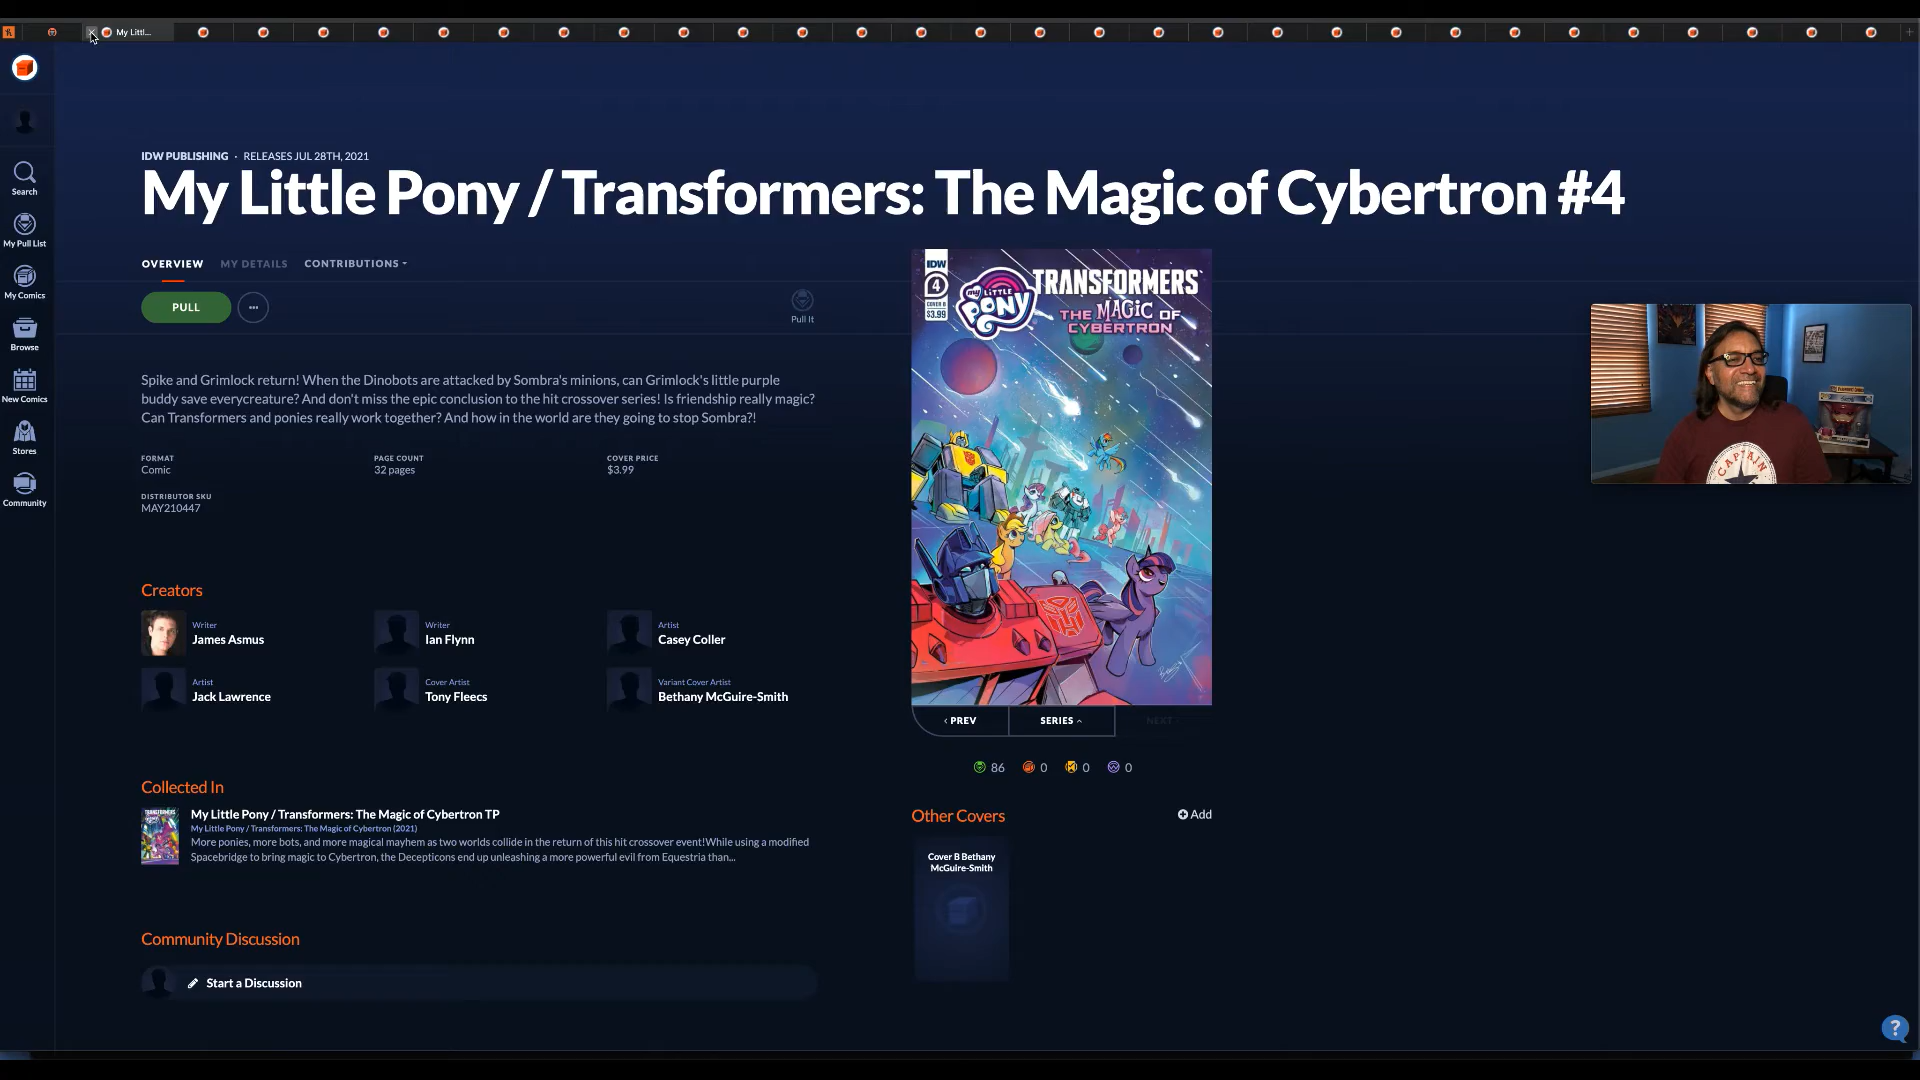 My Littl...
IDW PUBLISHING · RELEASES JUL 28TH, 2021
My Little Pony / Transformers: The Magic of Cybertron #4
Search
My Pull List
My Comics
Browse
New Comics
Stores
Community
OVERVIEW MY DETAILS CONTRIBUTIONS
PULL
Pull It
Spike and Grimlock return! When the Dinobots are attacked by Sombra's minions, can Grimlock's little purple
buddy save everycreature? And don't miss the epic conclusion to the hit crossover series! Is friendship really magic?
Can Transformers and ponies really work together? And how in the world are they going to stop Sombra?!
FORMAT PAGE COUNT COVER PRICE
Comic 32 pages $3.99
DISTRIBUTOR SKU
MAY210447
Creators
Writer Writer Artist
James Asmus Ian Flynn Casey Coller
Artist Cover Artist Variant Cover Artist
Jack Lawrence Tony Fleecs Bethany McGuire-Smith
Collected In
My Little Pony / Transformers: The Magic of Cybertron TP
My Little Pony / Transformers: The Magic of Cybertron (2021)
More ponies, more bots, and more magical mayhem as two worlds collide in the return of this hit crossover event!While using a modified
Spacebridge to bring magic to Cybertron, the Decepticons end up unleashing a more powerful evil from Equestria than...
Community Discussion
Start a Discussion
IDW
4
COVER B
$3.99
my LiTTLE PONY
TRANSFORMERS
THE MAGIC OF
CYBERTRON
‹ PREV SERIES NEXT
86 0 0 0
Other Covers Add
Cover B Bethany
McGuire-Smith
CAPTAIN
?